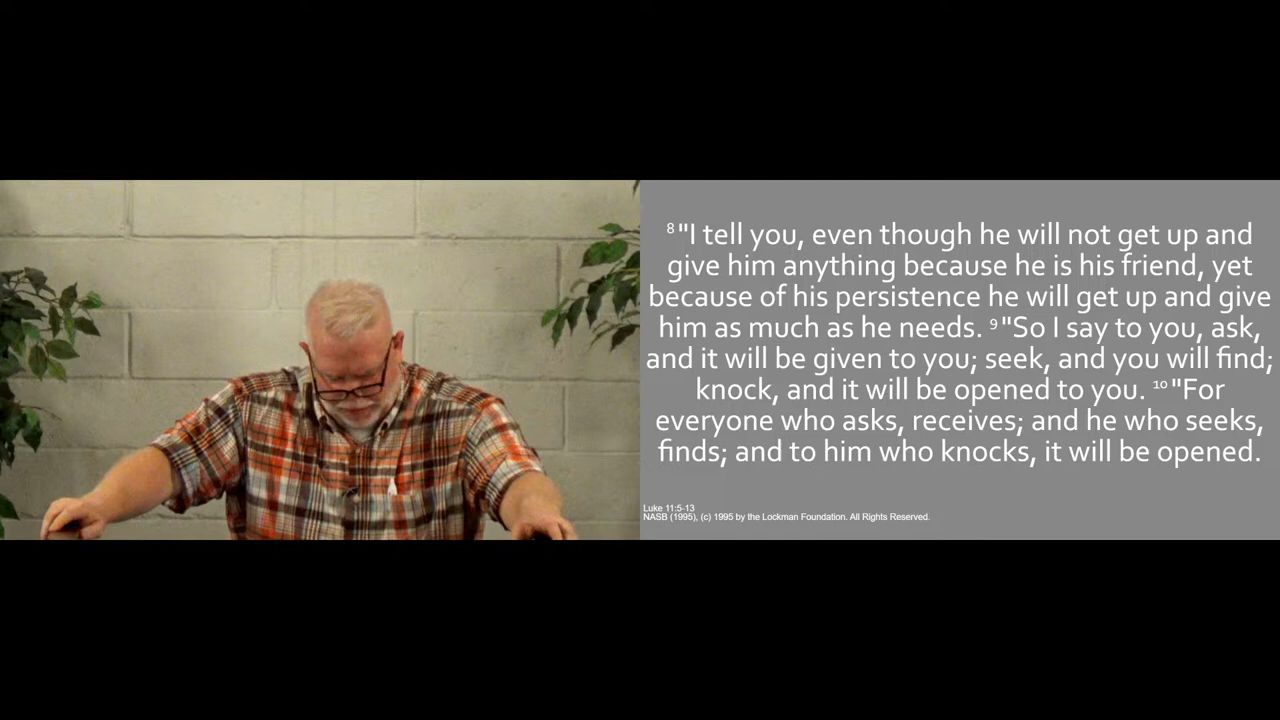 8 "I tell you, even though he will not get up and
give him anything because he is his friend, yet
because of his persistence he will get up and give
him as much as he needs. 9 "So I say to you, ask,
and it will be given to you; seek, and you will find;
knock, and it will be opened to you. 10 "For
everyone who asks, receives; and he who seeks,
finds; and to him who knocks, it will be opened.
Luke 11:5-13
NASB (1995), (c) 1995 by the Lockman Foundation. All Rights Reserved.